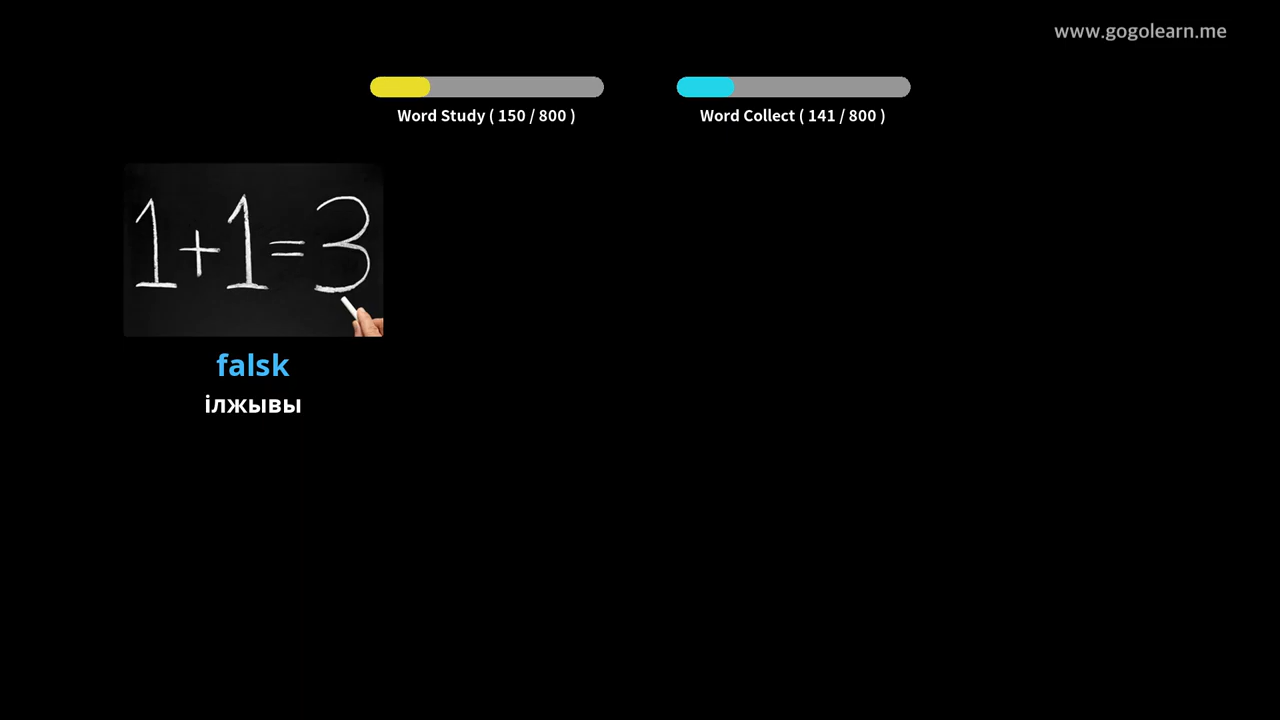 www.gogolearn.me
Word Study ( 150 / 800 )
Word Collect ( 141 / 800 )
1+1=3
falsk
ілжывы